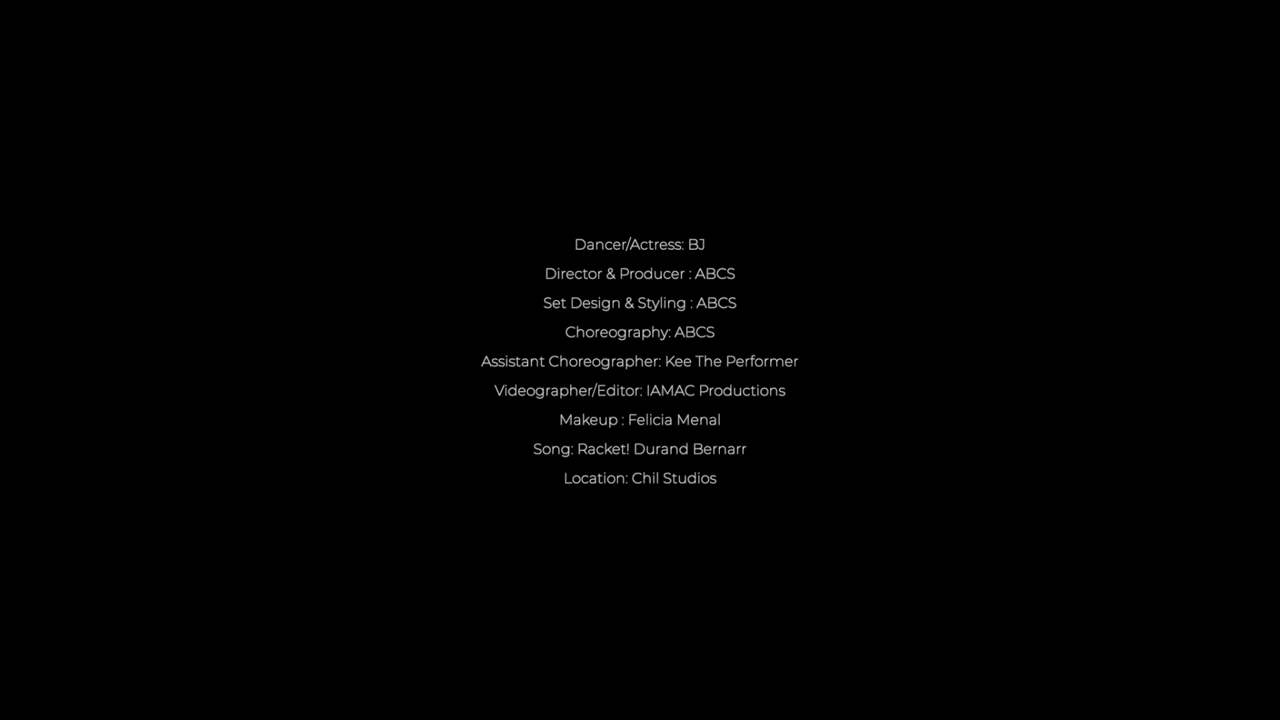 Dancer/Actress: BJ
Director & Producer : ABCS
Set Design & Styling : ABCS
Choreography: ABCS
Assistant Choreographer: Kee The Performer
Videographer/Editor: IAMAC Productions
Makeup : Felicia Menal
Song: Racket! Durand Bernarr
Location: Chil Studios